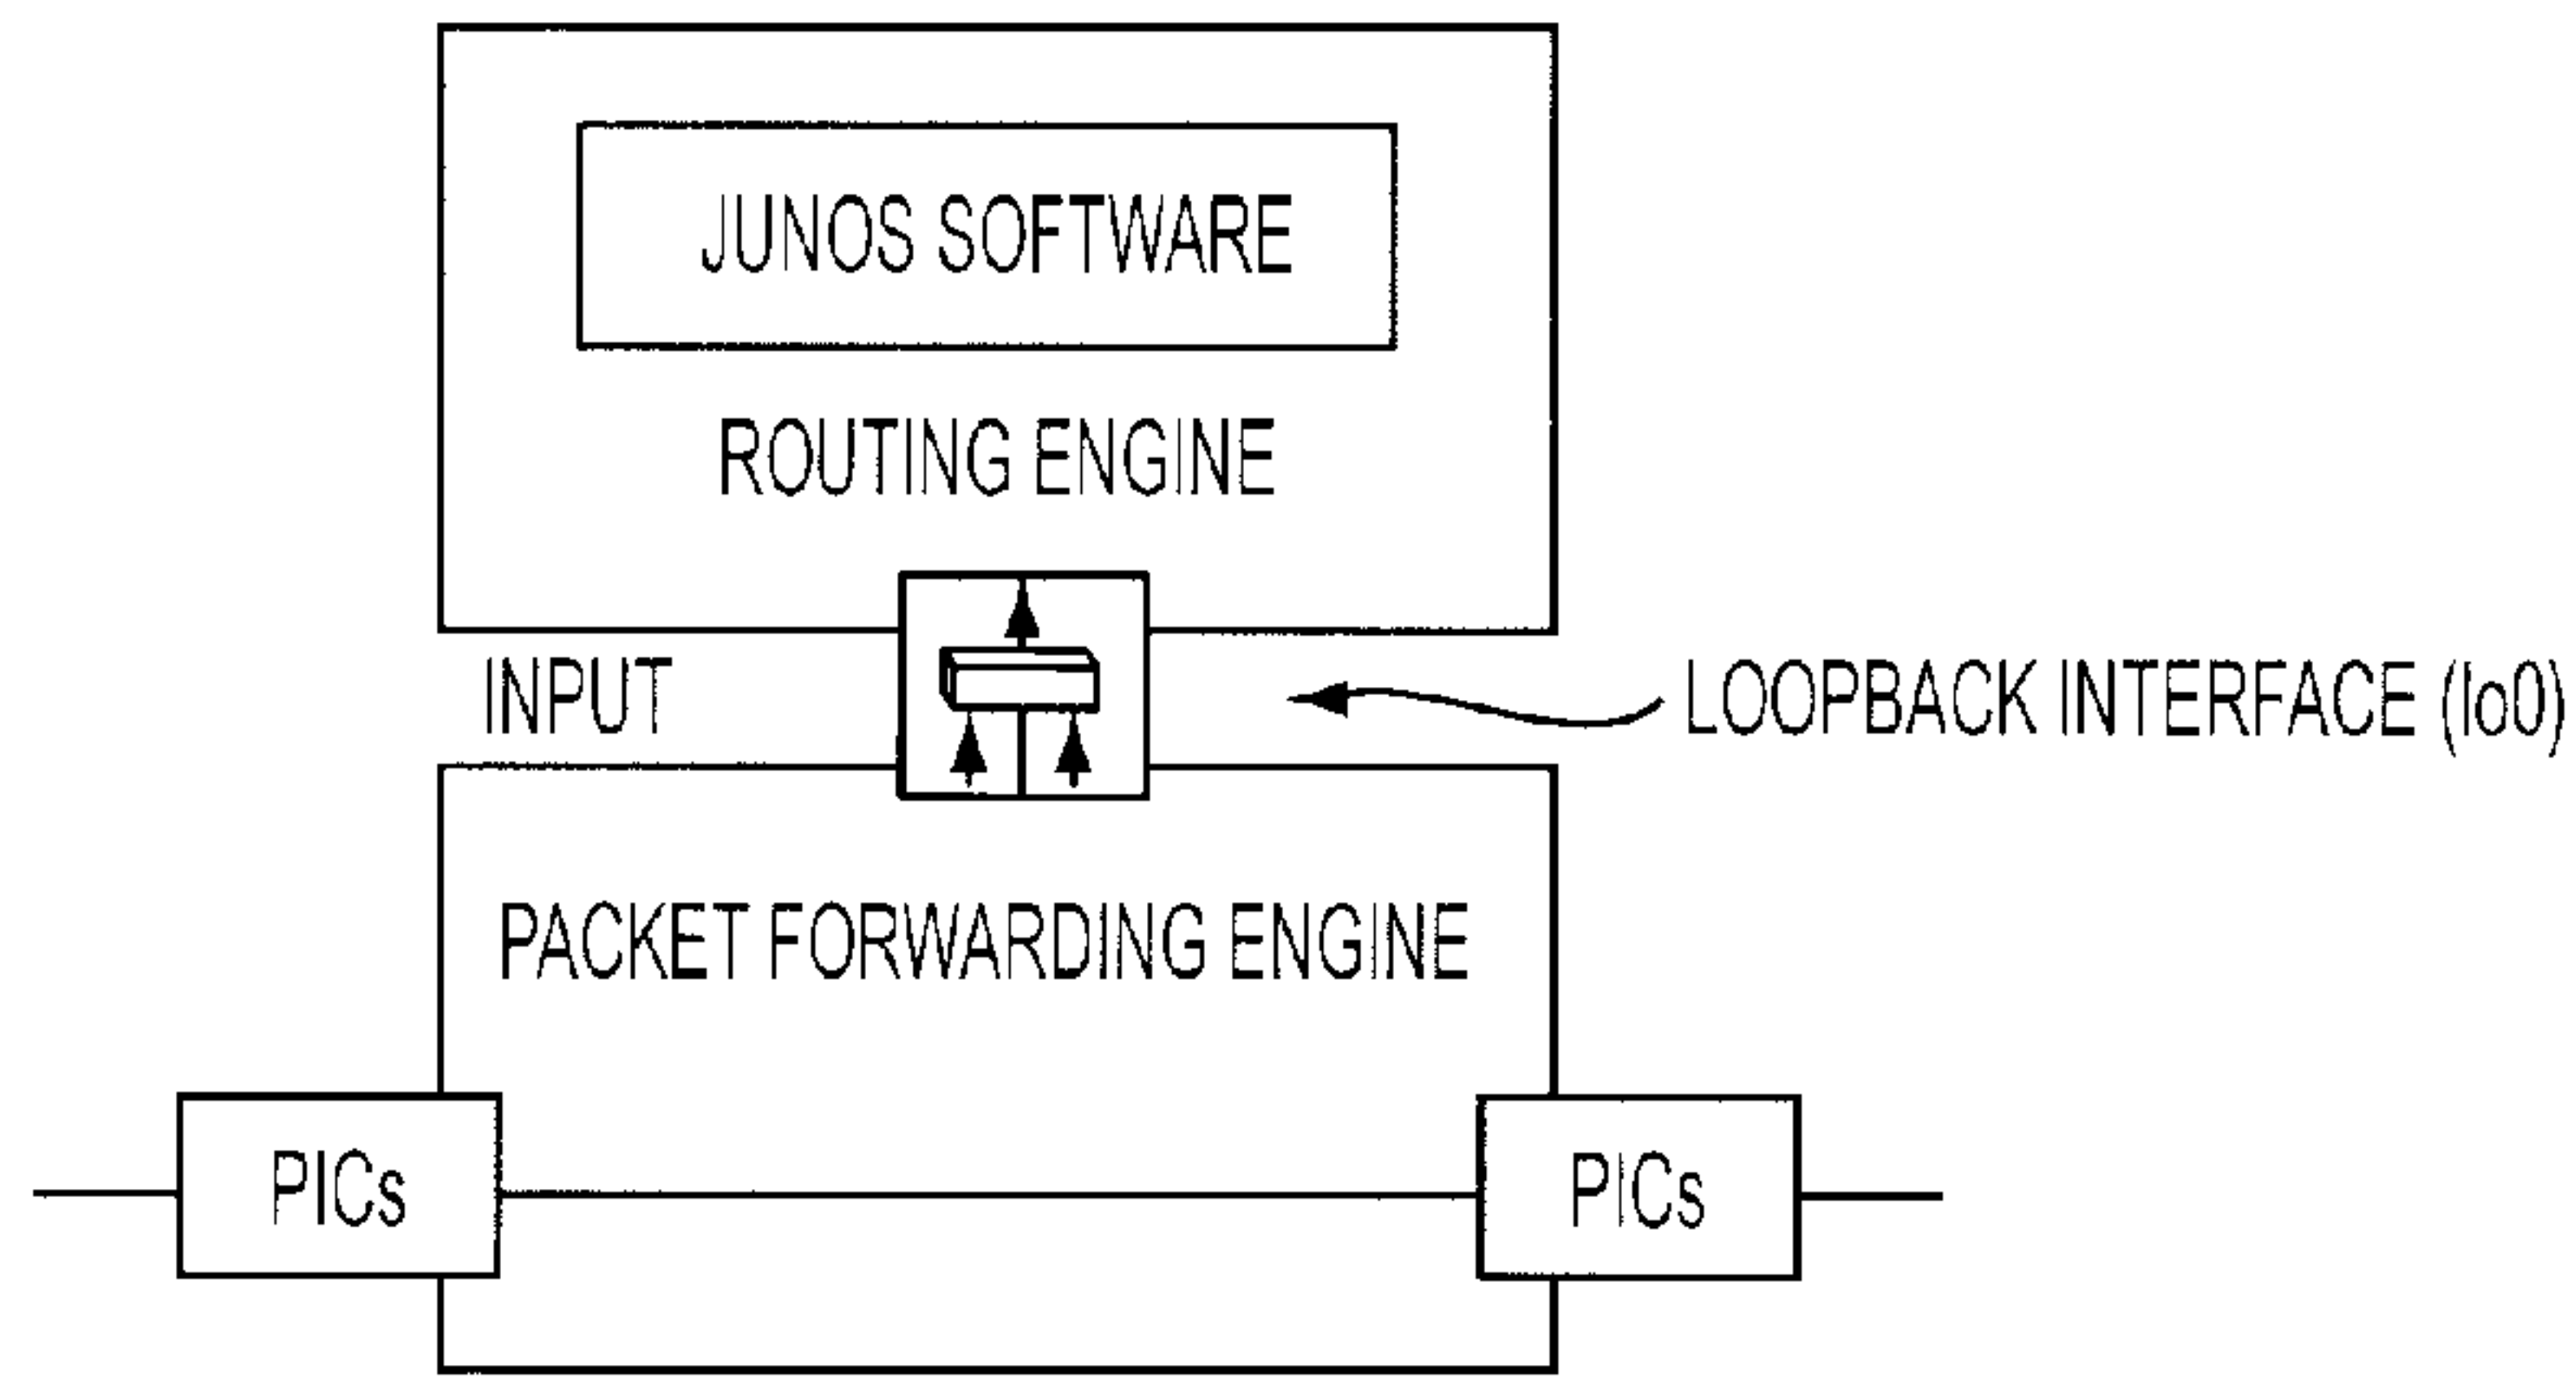 JUNOS SOFTWARE
ROUTING ENGINE
INPUT
LOOPBACK INTERFACE (lo0)
PACKET FORWARDING ENGINE
PICs
PICs